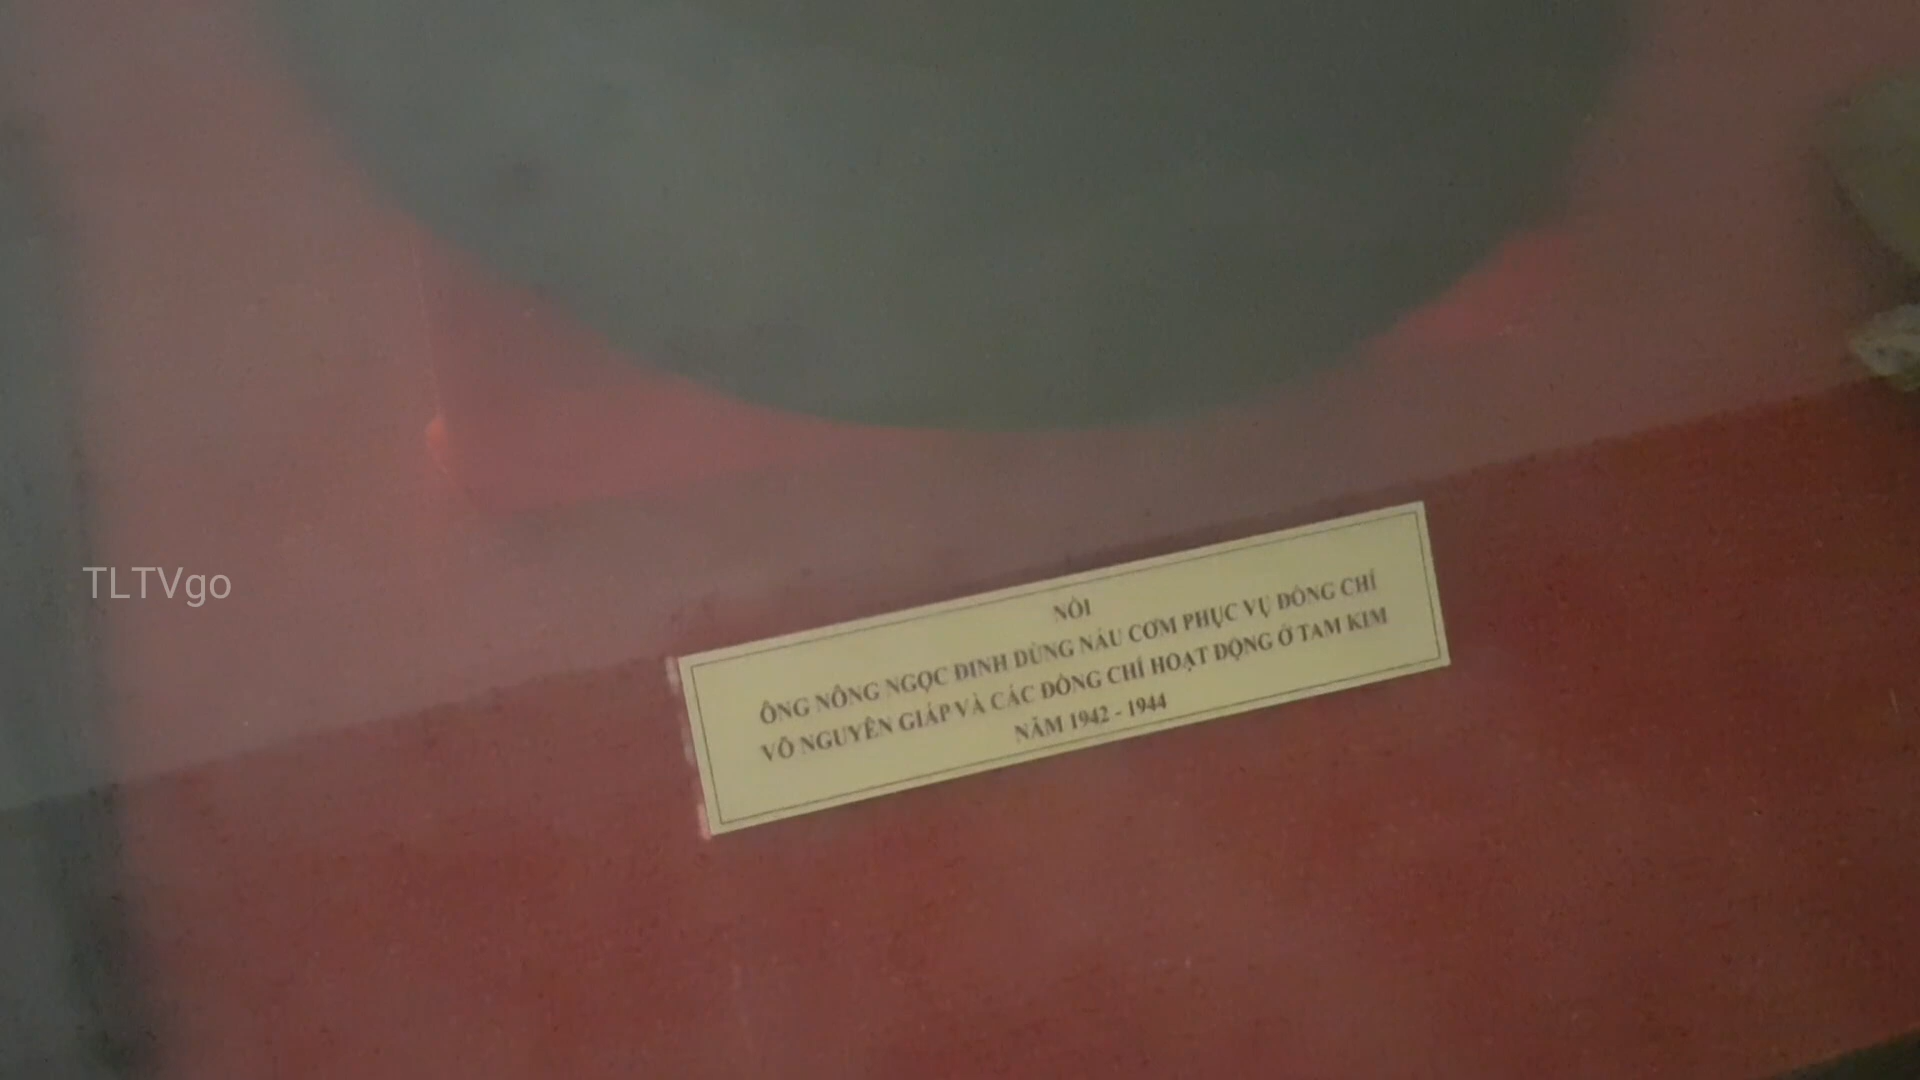 TLTVgo
NỒI
ÔNG NÔNG NGỌC ĐINH DÙNG NẤU CƠM PHỤC VỤ ĐỒNG CHÍ
VÕ NGUYÊN GIÁP VÀ CÁC ĐỒNG CHÍ HOẠT ĐỘNG Ở TAM KIM
NĂM 1942 - 1944